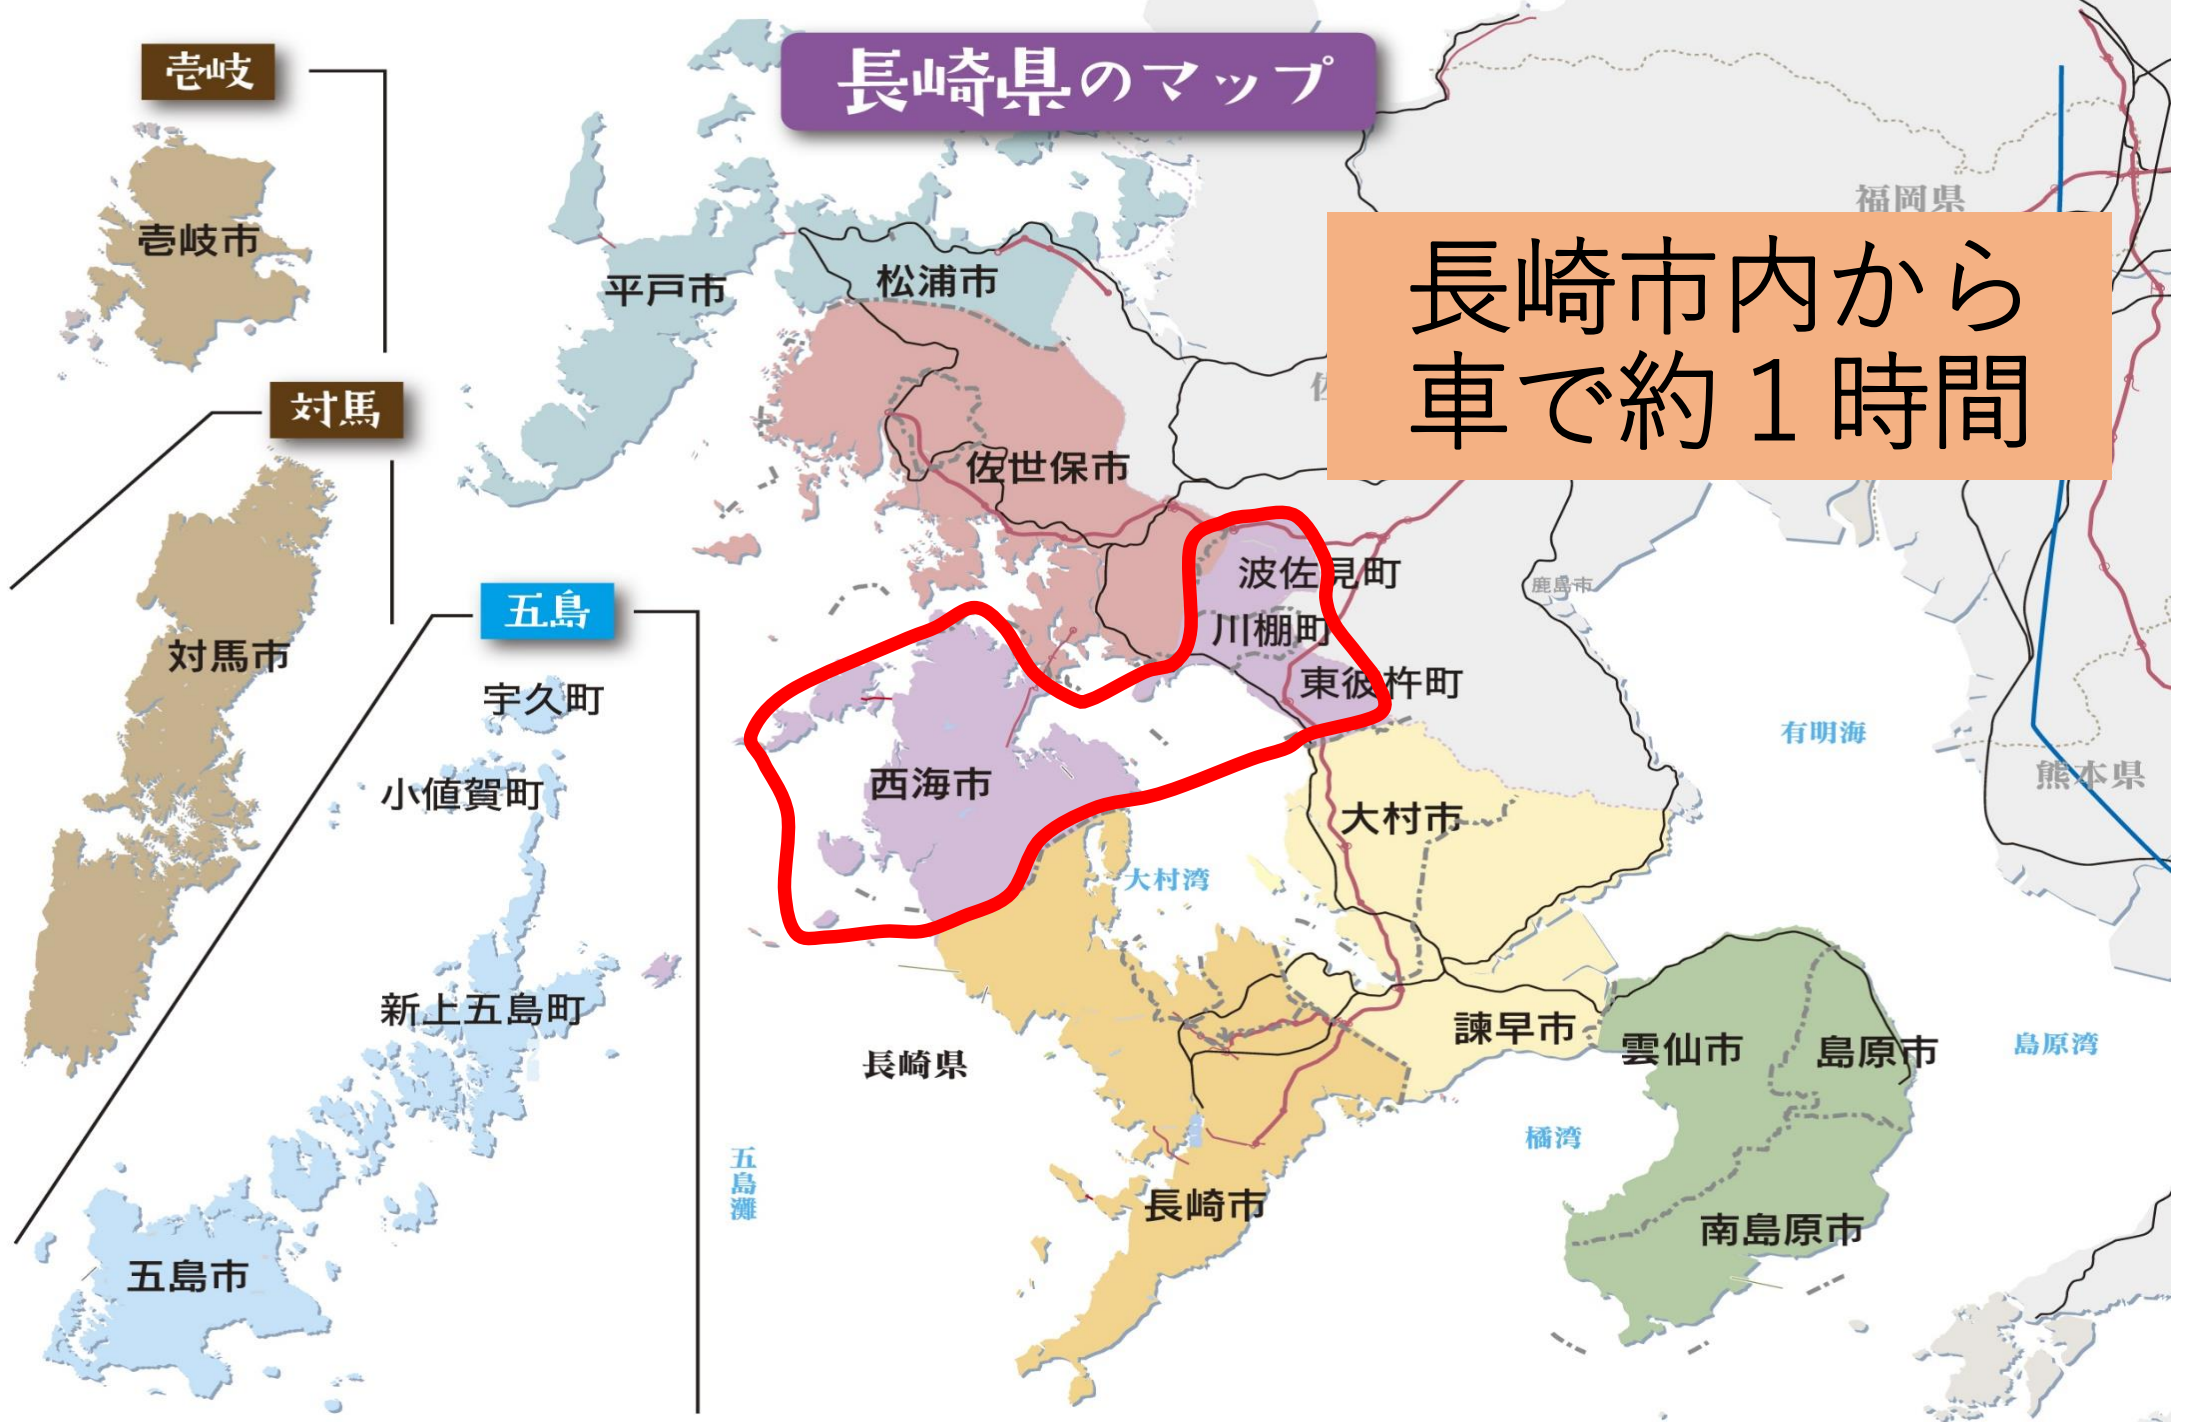 長崎県のマップ
壱岐
壱岐市
対馬
対馬市
五島
宇久町
小値賀町
新上五島町
五島市
平戸市
松浦市
佐世保市
福岡県
長崎市内から
車で約１時間
波佐見町
川棚町
東彼杵町
鹿島市
西海市
有明海
熊本県
大村市
大村湾
諫早市
雲仙市
島原市
島原湾
長崎県
橘湾
五島灘
長崎市
南島原市